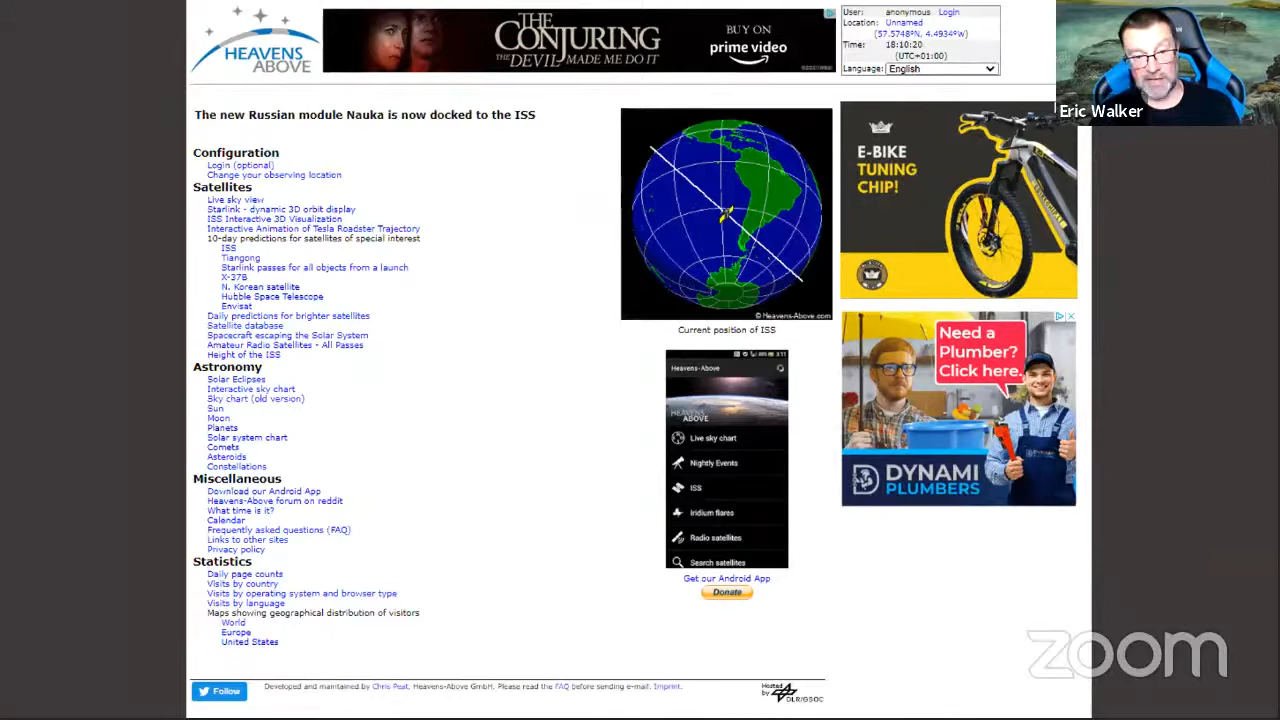 HEAVENS
ABOVE
THE
CONJURING
THE DEVIL MADE ME DO IT
BUY ON
prime video
User: anonymous Login
Location: Unnamed
(57.5748ºN, 4.4934ºW)
Time: 18:10:20
(UTC+01:00)
Language: English
Eric Walker
The new Russian module Nauka is now docked to the ISS
Configuration
Login (optional)
Change your observing location
Satellites
Live sky view
Starlink - dynamic 3D orbit display
ISS Interactive 3D Visualization
Interactive Animation of Tesla Roadster Trajectory
10-day predictions for satellites of special interest
ISS
Tiangong
Starlink passes for all objects from a launch
X-37B
N. Korean satellite
Hubble Space Telescope
Envisat
Daily predictions for brighter satellites
Satellite database
Spacecraft escaping the Solar System
Amateur Radio Satellites - All Passes
Height of the ISS
Astronomy
Solar Eclipses
Interactive sky chart
Sky chart (old version)
Sun
Moon
Planets
Solar system chart
Comets
Asteroids
Constellations
Miscellaneous
Download our Android App
Heavens-Above forum on reddit
What time is it?
Calendar
Frequently asked questions (FAQ)
Links to other sites
Privacy policy
Statistics
Daily page counts
Visits by country
Visits by operating system and browser type
Visits by language
Maps showing geographical distribution of visitors
World
Europe
United States
© Heavens-Above.com
Current position of ISS
3:11
Heavens-Above
HEAVENS
ABOVE
Live sky chart
Nightly Events
ISS
Iridium flares
Radio satellites
Search satellites
Get our Android App
Donate
E-BIKE
TUNING
CHIP!
Need a
Plumber?
Click here.
DYNAMI
PLUMBERS
Follow
Developed and maintained by Chris Peat, Heavens-Above GmbH. Please read the FAQ before sending e-mail. Imprint.
Hosted
by
DLR/GSOC
zoom